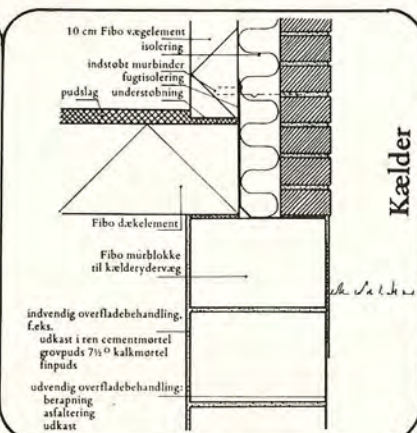 10 cm Fibo vægelement
isolering
indstøbt murbinder
fugtisolering
understøbning
pudslag
Fibo dækelement
Fibo murblokke
til kælderydervæg
indvendig overfladebehandling,
f.eks.
udkast i ren cementmørtel
grovpuds 7½° kalkmørtel
finpuds
udvendig overfladebehandling:
berapning
asfaltering
udkast
Kælder